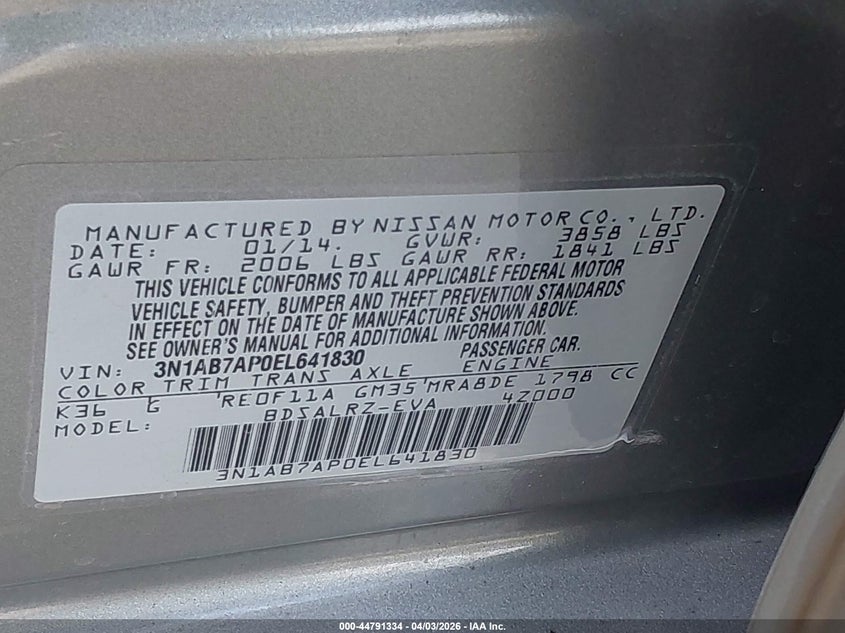 MANUFACTURED BY NISSAN MOTOR CO., LTD.
DATE: 01/14. GVWR: 3858 LBS
GAWR FR: 2006 LBS GAWR RR: 1841 LBS
THIS VEHICLE CONFORMS TO ALL APPLICABLE FEDERAL MOTOR
VEHICLE SAFETY, BUMPER AND THEFT PREVENTION STANDARDS
IN EFFECT ON THE DATE OF MANUFACTURE SHOWN ABOVE.
SEE OWNER'S MANUAL FOR ADDITIONAL INFORMATION.
VIN: 3N1AB7AP0EL641830 PASSENGER CAR.
COLOR TRIM TRANS AXLE ENGINE
K36 G RE0F11A GM35 MRA8DE 1798 CC
MODEL: BDSALRZ-EVA 4Z000
3N1AB7AP0EL641830
000-44791334 - 04/03/2026 - IAA Inc.